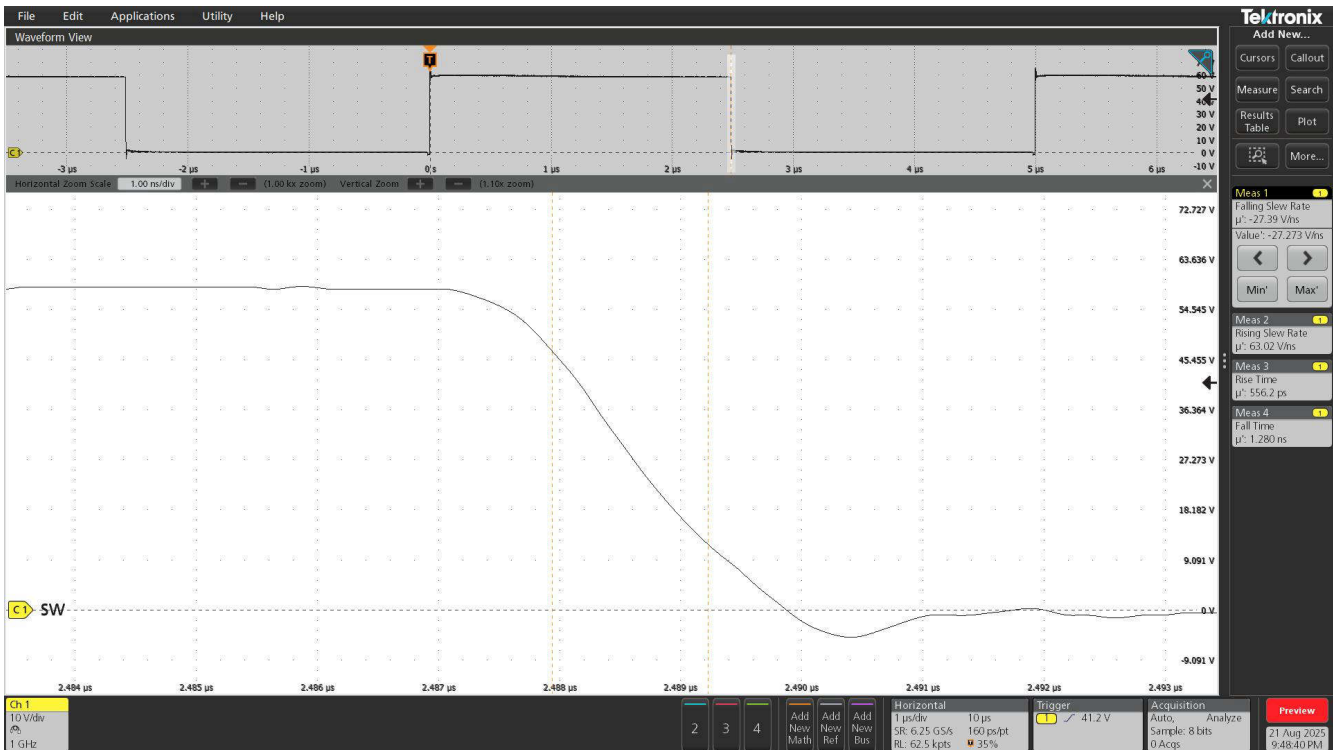 File Edit Applications Utility Help
Tektronix
Waveform View
Add New...
Cursors Callout
Measure Search
Results Table Plot
More...
T
60 V
50 V
40 V
30 V
20 V
10 V
0 V
-10 V
C1
-3 µs -2 µs -1 µs 0 s 1 µs 2 µs 3 µs 4 µs 5 µs 6 µs
Horizontal Zoom Scale 1.00 ns/div + - (1.00 kx zoom) Vertical Zoom + - (1.10x zoom)
72.727 V
63.636 V
54.545 V
45.455 V
36.364 V
27.273 V
18.182 V
9.091 V
0 V
-9.091 V
C1 SW
2.484 µs 2.485 µs 2.486 µs 2.487 µs 2.488 µs 2.489 µs 2.490 µs 2.491 µs 2.492 µs 2.493 µs
Meas 1 1
Falling Slew Rate
µ': -27.39 V/ns
Value': -27.273 V/ns
Min' Max'
Meas 2 1
Rising Slew Rate
µ': 63.02 V/ns
Meas 3 1
Rise Time
µ': 556.2 ps
Meas 4 1
Fall Time
µ': 1.280 ns
Ch 1
10 V/div
1 GHz
2 3 4
Add New Math
Add New Ref
Add New Bus
Horizontal
1 µs/div 10 µs
SR: 6.25 GS/s 160 ps/pt
RL: 62.5 kpts 35%
Trigger
1 41.2 V
Acquisition
Auto, Analyze
Sample: 8 bits
0 Acqs
Preview
21 Aug 2025
9:48:40 PM